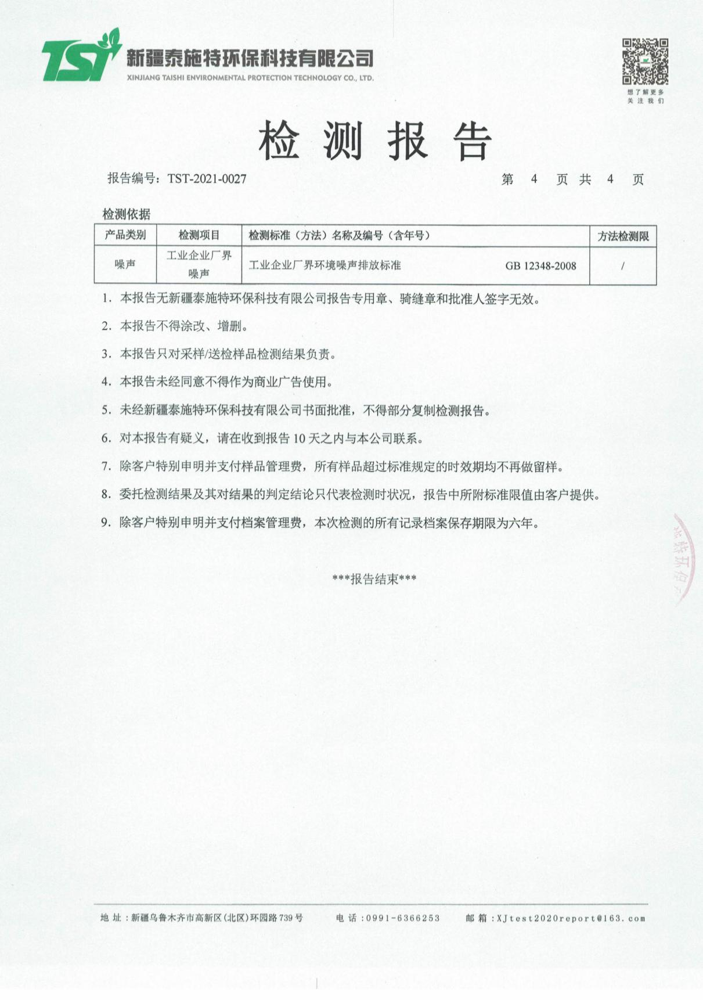 TST
新疆泰施特环保科技有限公司
XINJIANG TAISHI ENVIRONMENTAL PROTECTION TECHNOLOGY CO., LTD.
想了解更多
关注我们
检测报告
报告编号：TST-2021-0027 第 4 页 共 4 页
检测依据
产品类别 检测项目 检测标准（方法）名称及编号（含年号） 方法检测限
噪声 工业企业厂界
噪声 工业企业厂界环境噪声排放标准 GB 12348-2008 /
1．本报告无新疆泰施特环保科技有限公司报告专用章、骑缝章和批准人签字无效。
2．本报告不得涂改、增删。
3．本报告只对采样/送检样品检测结果负责。
4．本报告未经同意不得作为商业广告使用。
5．未经新疆泰施特环保科技有限公司书面批准，不得部分复制检测报告。
6．对本报告有疑义，请在收到报告 10 天之内与本公司联系。
7．除客户特别申明并支付样品管理费，所有样品超过标准规定的时效期均不再做留样。
8．委托检测结果及其对结果的判定结论只代表检测时状况，报告中所附标准限值由客户提供。
9．除客户特别申明并支付档案管理费，本次检测的所有记录档案保存期限为六年。
特环保
***报告结束***
地址:新疆乌鲁木齐市高新区(北区)环园路739号 电话:0991-6366253 邮箱:XJtest2020report@163.com